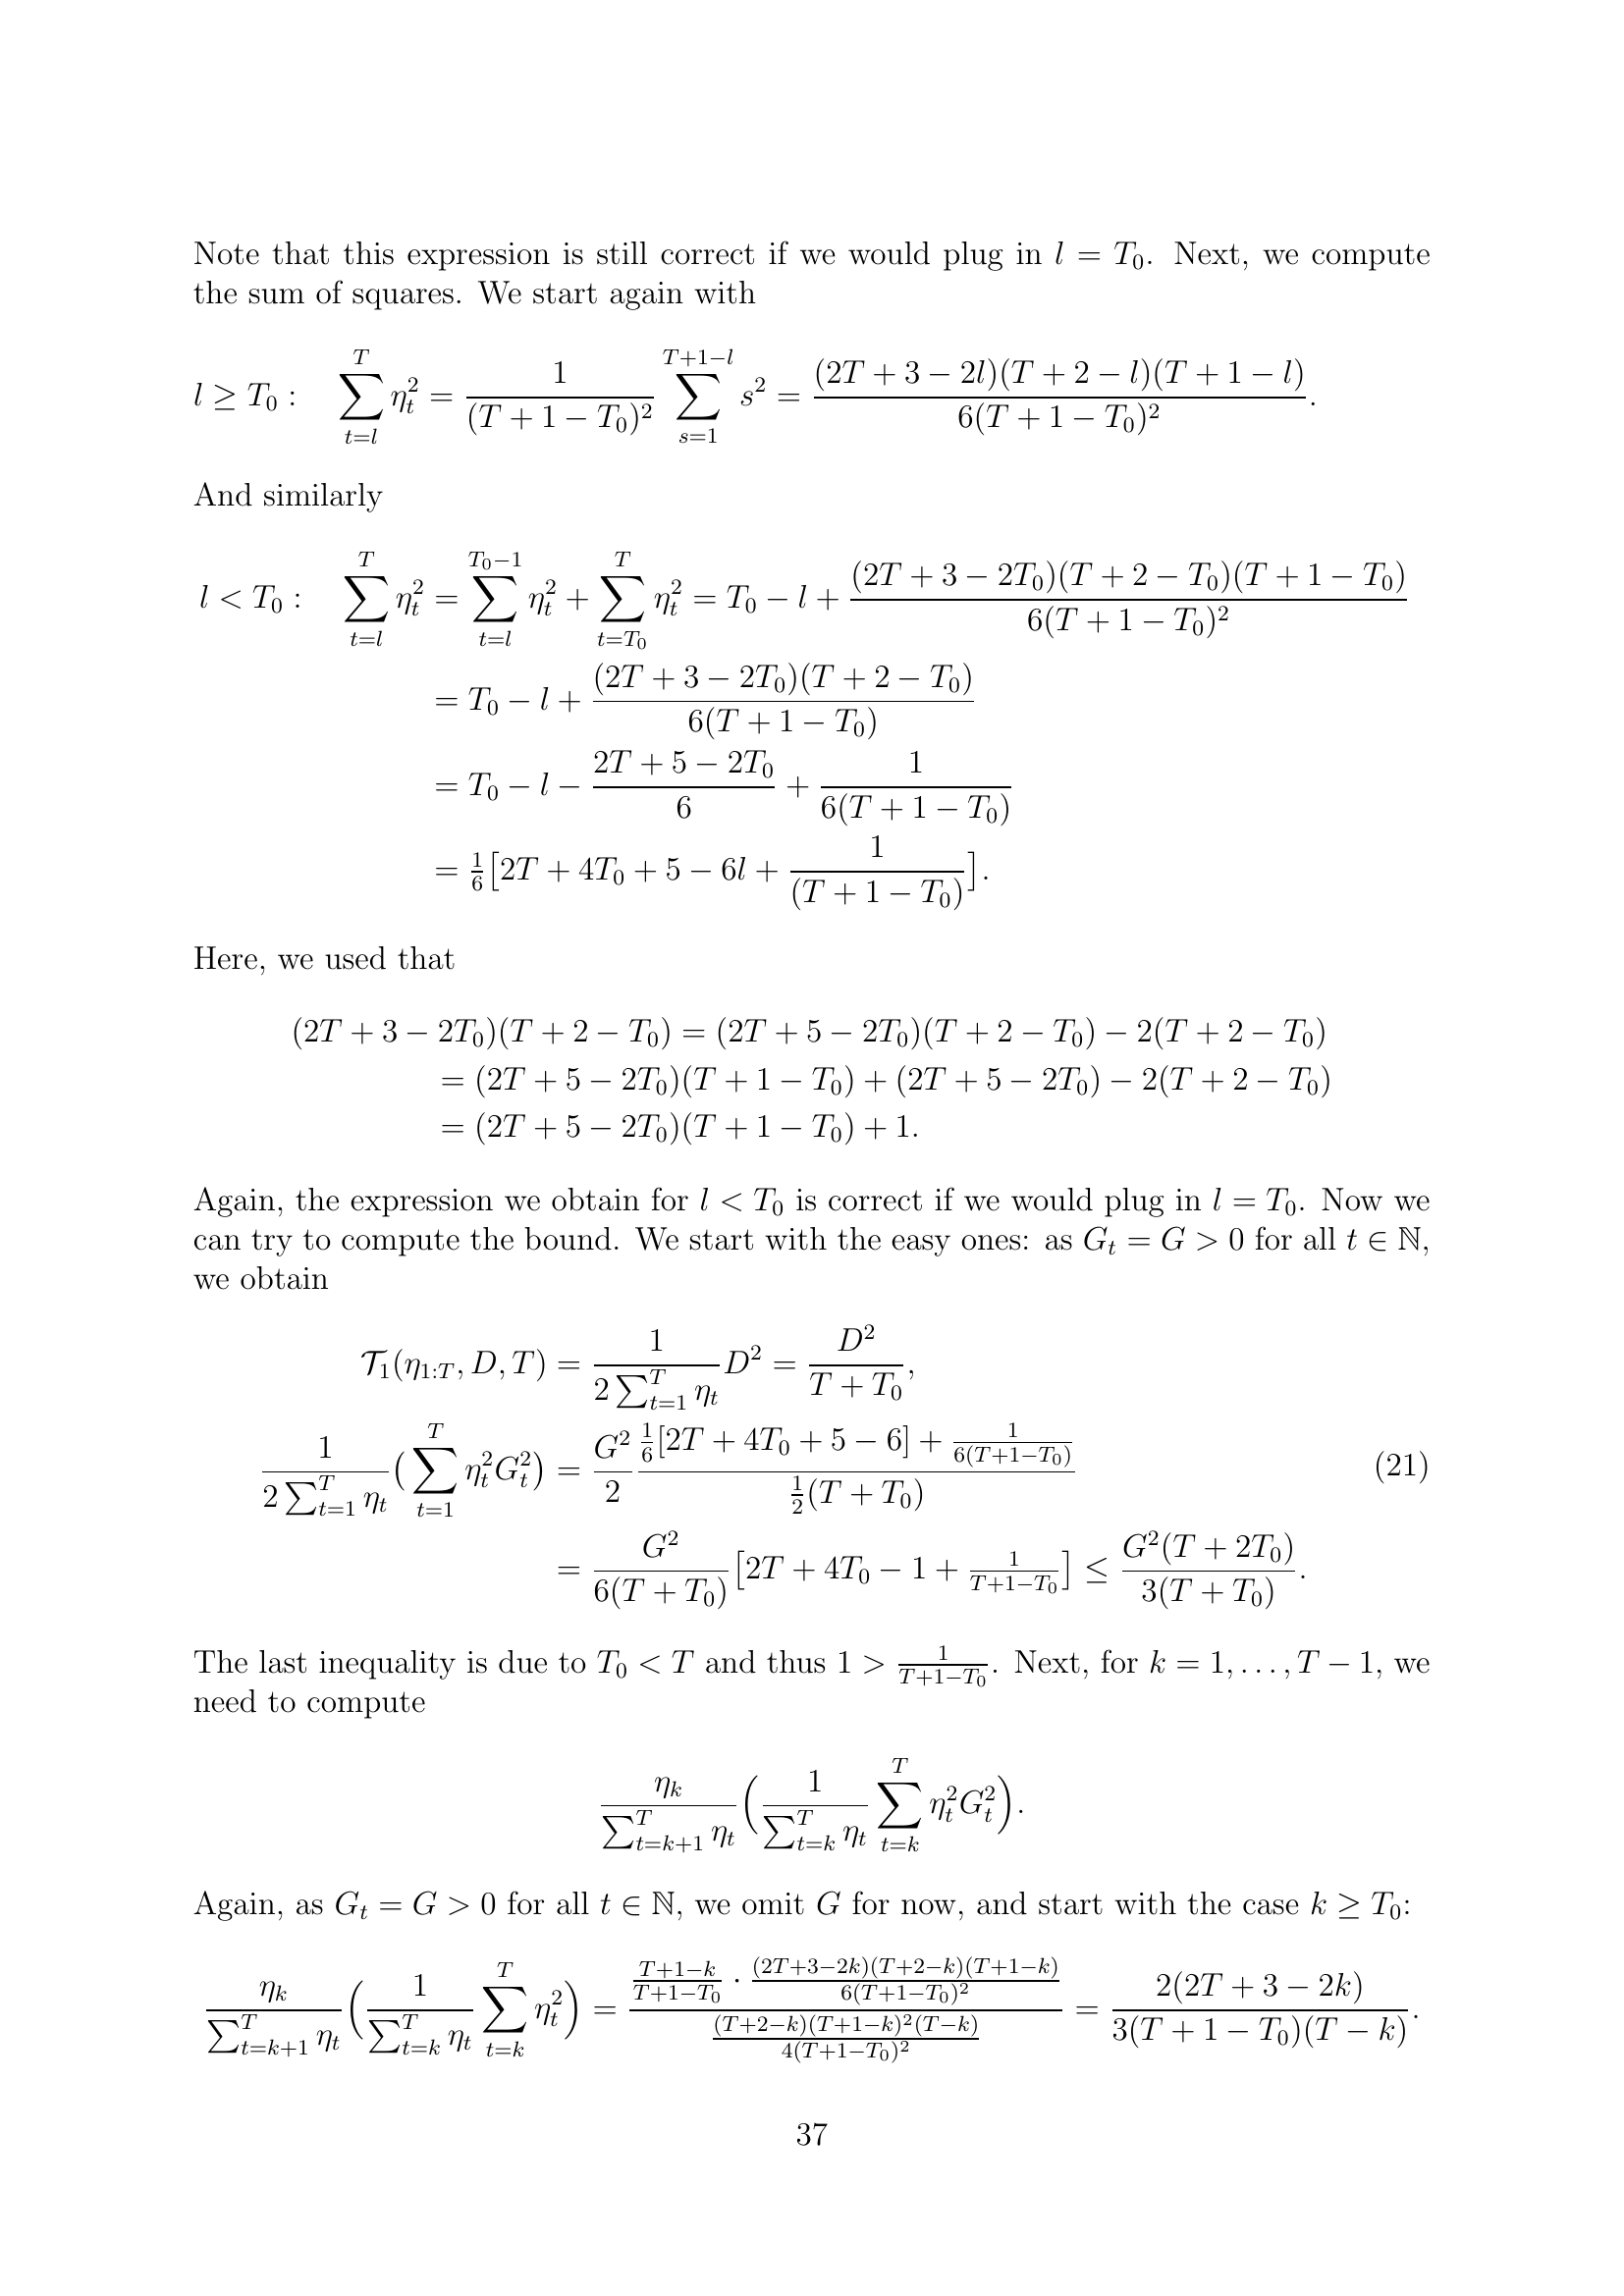 Note that this expression is still correct if we would plug in $l = T_0$. Next, we compute
the sum of squares. We start again with
$l \geq T_0: \quad \sum_{t=l}^{T} \eta_t^2 = \frac{1}{(T+1-T_0)^2} \sum_{s=1}^{T+1-l} s^2 = \frac{(2T+3-2l)(T+2-l)(T+1-l)}{6(T+1-T_0)^2}.$
And similarly
$l < T_0: \quad \sum_{t=l}^{T} \eta_t^2 = \sum_{t=l}^{T_0-1} \eta_t^2 + \sum_{t=T_0}^{T} \eta_t^2 = T_0 - l + \frac{(2T+3-2T_0)(T+2-T_0)(T+1-T_0)}{6(T+1-T_0)^2}$
$= T_0 - l + \frac{(2T+3-2T_0)(T+2-T_0)}{6(T+1-T_0)}$
$= T_0 - l - \frac{2T+5-2T_0}{6} + \frac{1}{6(T+1-T_0)}$
$= \frac{1}{6}\big[2T + 4T_0 + 5 - 6l + \frac{1}{(T+1-T_0)}\big].$
Here, we used that
$(2T+3-2T_0)(T+2-T_0) = (2T+5-2T_0)(T+2-T_0) - 2(T+2-T_0)$
$= (2T+5-2T_0)(T+1-T_0) + (2T+5-2T_0) - 2(T+2-T_0)$
$= (2T+5-2T_0)(T+1-T_0) + 1.$
Again, the expression we obtain for $l < T_0$ is correct if we would plug in $l = T_0$. Now we
can try to compute the bound. We start with the easy ones: as $G_t = G > 0$ for all $t \in \mathbb{N}$,
we obtain
$\mathcal{T}_1(\eta_{1:T}, D, T) = \frac{1}{2\sum_{t=1}^{T} \eta_t} D^2 = \frac{D^2}{T+T_0},$
$\frac{1}{2\sum_{t=1}^{T} \eta_t} \big(\sum_{t=1}^{T} \eta_t^2 G_t^2\big) = \frac{G^2}{2} \frac{\frac{1}{6}[2T+4T_0+5-6] + \frac{1}{6(T+1-T_0)}}{\frac{1}{2}(T+T_0)} \quad (21)$
$= \frac{G^2}{6(T+T_0)} \big[2T + 4T_0 - 1 + \frac{1}{T+1-T_0}\big] \leq \frac{G^2(T+2T_0)}{3(T+T_0)}.$
The last inequality is due to $T_0 < T$ and thus $1 > \frac{1}{T+1-T_0}$. Next, for $k = 1, \ldots, T-1$, we
need to compute
$\frac{\eta_k}{\sum_{t=k+1}^{T} \eta_t} \Big(\frac{1}{\sum_{t=k}^{T} \eta_t} \sum_{t=k}^{T} \eta_t^2 G_t^2\Big).$
Again, as $G_t = G > 0$ for all $t \in \mathbb{N}$, we omit $G$ for now, and start with the case $k \geq T_0$:
$\frac{\eta_k}{\sum_{t=k+1}^{T} \eta_t} \Big(\frac{1}{\sum_{t=k}^{T} \eta_t} \sum_{t=k}^{T} \eta_t^2\Big) = \frac{\frac{T+1-k}{T+1-T_0} \cdot \frac{(2T+3-2k)(T+2-k)(T+1-k)}{6(T+1-T_0)^2}}{\frac{(T+2-k)(T+1-k)^2(T-k)}{4(T+1-T_0)^2}} = \frac{2(2T+3-2k)}{3(T+1-T_0)(T-k)}.$
37